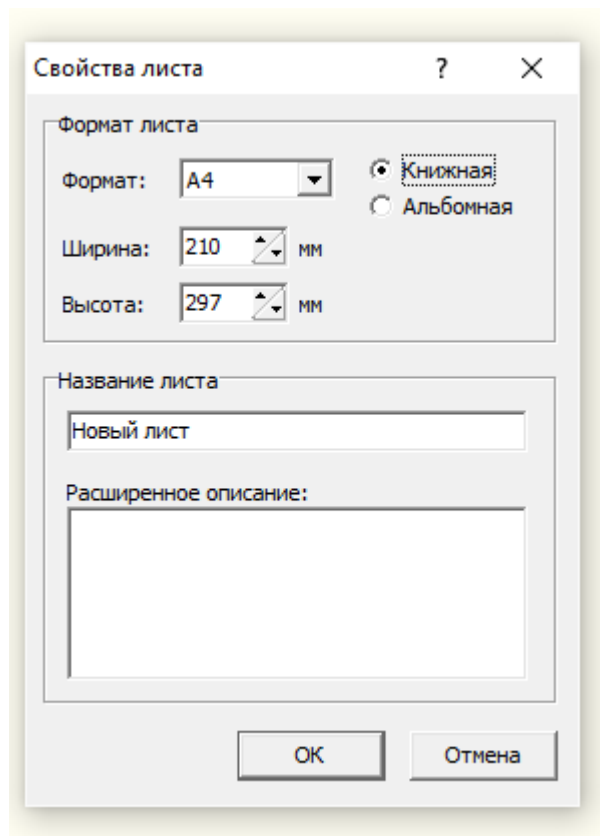 Свойства листа ?
Формат листа
Формат: A4 Книжная
Альбомная
Ширина: 210 мм
Высота: 297 мм
Название листа
Новый лист
Расширенное описание:
OK Отмена